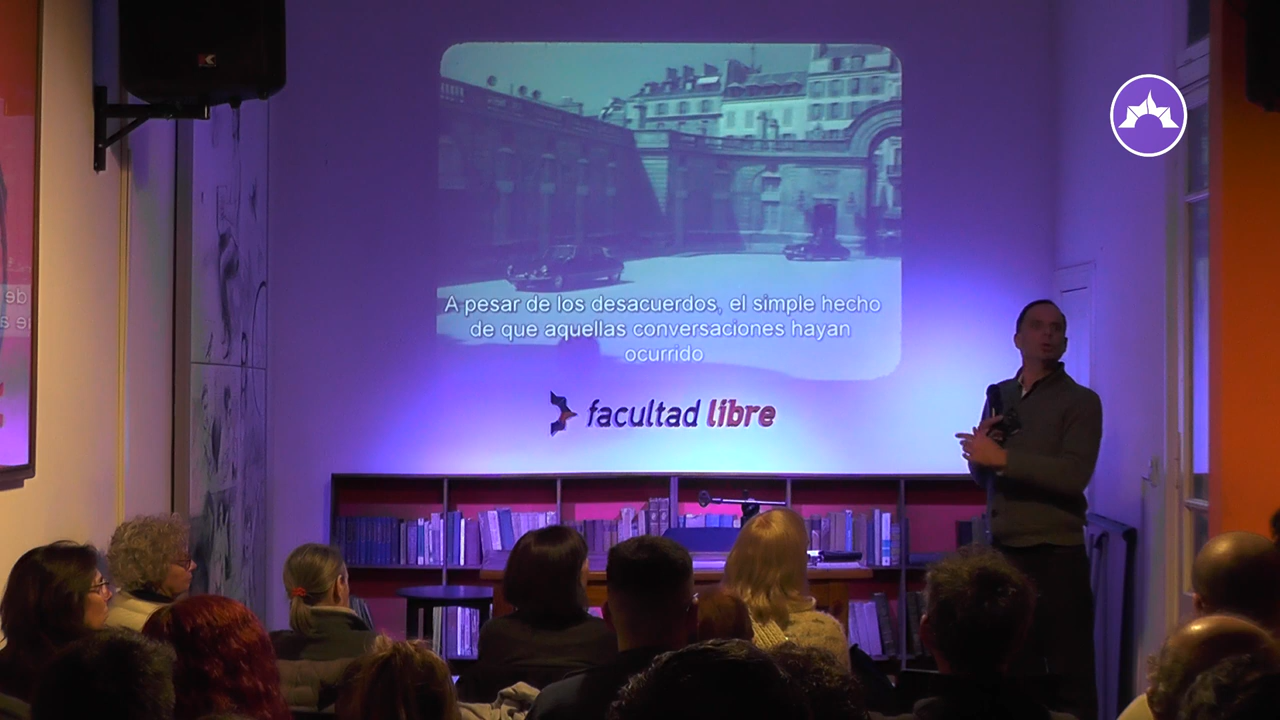 A pesar de los desacuerdos, el simple hecho
de que aquellas conversaciones hayan
ocurrido
facultad libre